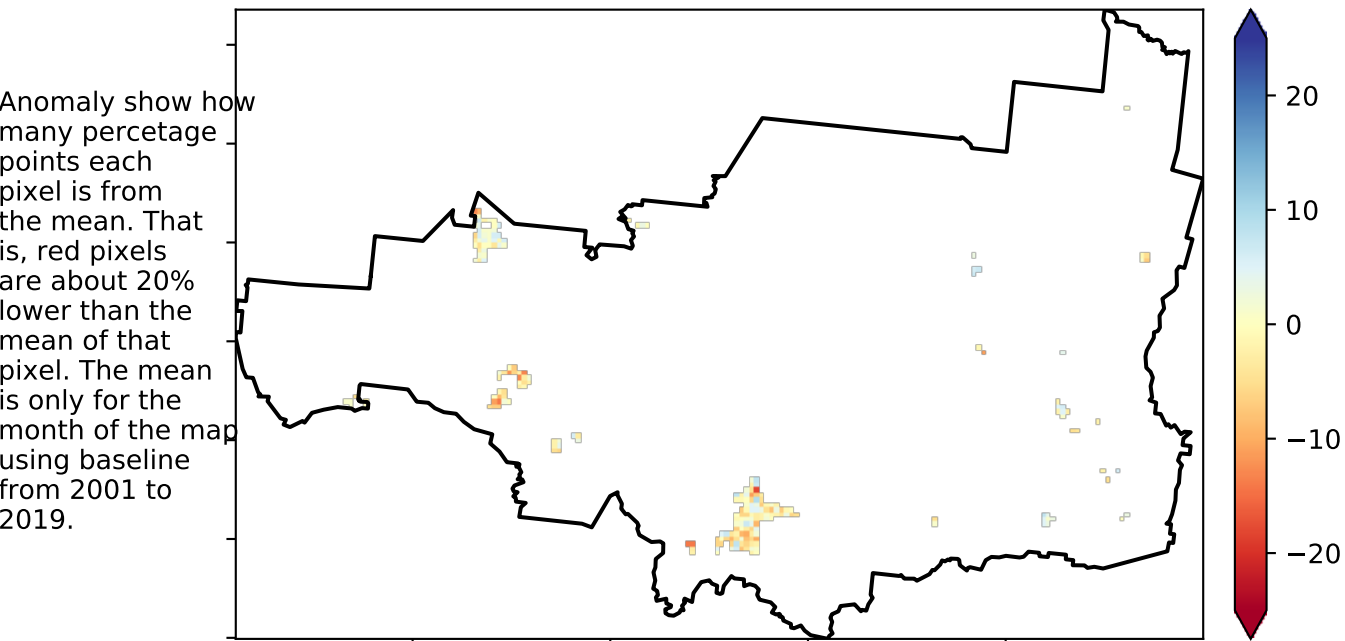 Anomaly show how
many percetage
points each
pixel is from
the mean. That
is, red pixels
are about 20%
lower than the
mean of that
pixel. The mean
is only for the
month of the map
using baseline
from 2001 to
2019.
20
10
0
−10
−20